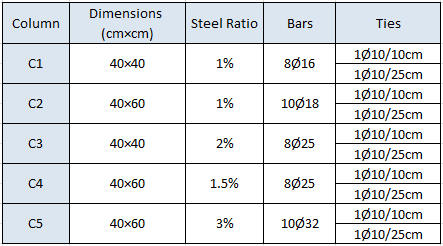 Column Dimensions (cm×cm) Steel Ratio Bars Ties
C1 40×40 1% 8Ø16 1Ø10/10cm
1Ø10/25cm
C2 40×60 1% 10Ø18 1Ø10/10cm
1Ø10/25cm
C3 40×40 2% 8Ø25 1Ø10/10cm
1Ø10/25cm
C4 40×60 1.5% 8Ø25 1Ø10/10cm
1Ø10/25cm
C5 40×60 3% 10Ø32 1Ø10/10cm
1Ø10/25cm